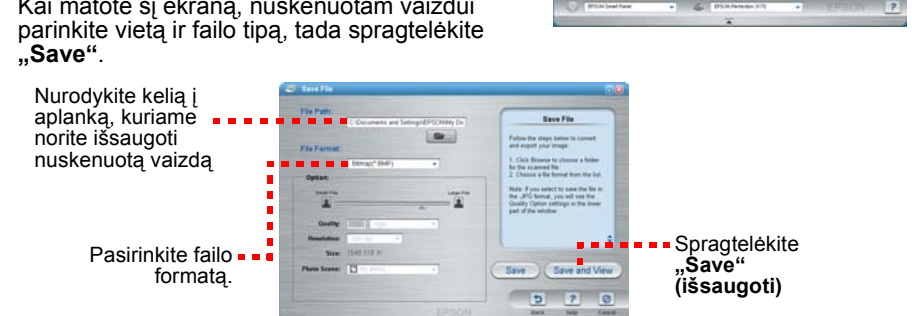 Kai matote šį ekraną, nuskenuotam vaizdui
parinkite vietą ir failo tipą, tada spragtelėkite
„Save“.
EPSON Smart Panel
EPSON Perfection 3170
EPSON
?
Nurodykite kelią į
aplanką, kuriame
norite išsaugoti
nuskenuotą vaizdą
Pasirinkite failo
formatą.
Save File
File Path:
C:\Documents and Settings\EPSON\My Do
File Format:
Bitmap(*.BMP)
Option:
Small File
Large File
Quality:
High
Resolution:
Size:
Photo Scene:
Save File
Follow the steps below to convert
and export your image:
1. Click Browse to choose a folder
for the scanned file.
2. Choose a file format from the list.
Note: If you select to save the file in
the .JPG format, you will see the
Quality Option settings in the lower
part of the window
Save
Save and View
?
Back
Help
Cancel
EPSON
Spragtelėkite
„Save“
(išsaugoti)